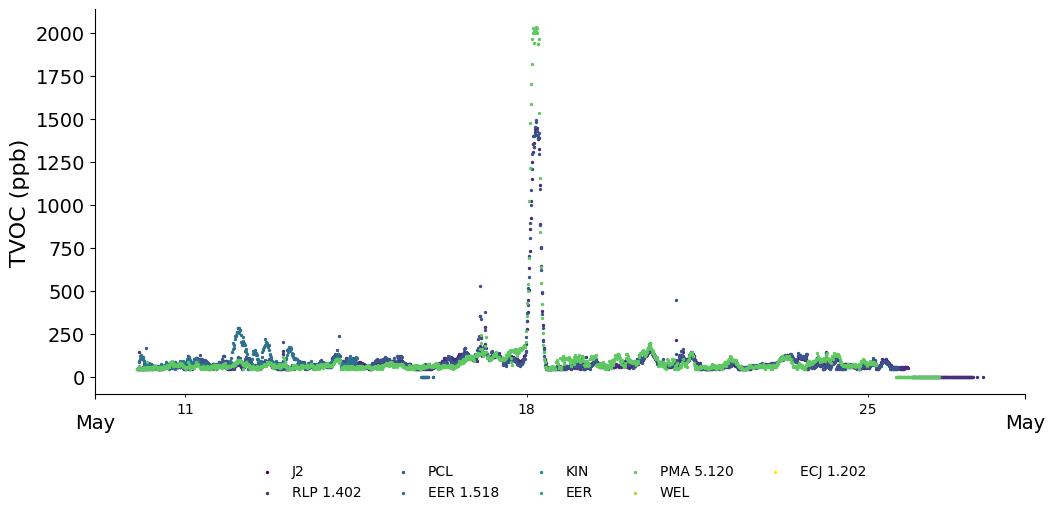 TVOC (ppb)
2000
1750
1500
1250
1000
750
500
250
0
11 18 25
May May
J2 PCL KIN PMA 5.120 ECJ 1.202
RLP 1.402 EER 1.518 EER WEL